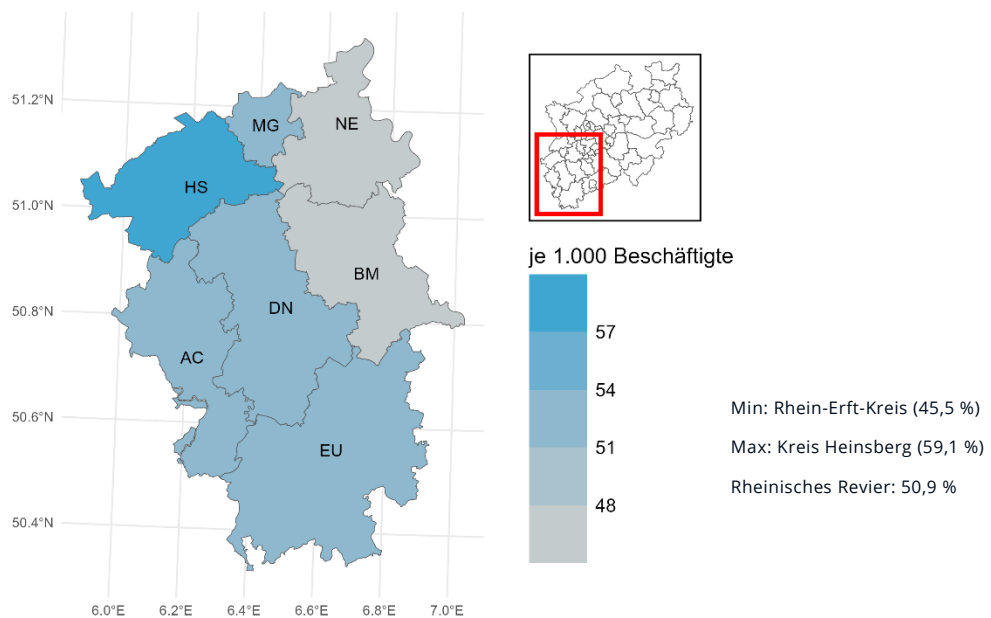 51.2°N
51.0°N
50.8°N
50.6°N
50.4°N
6.0°E 6.2°E 6.4°E 6.6°E 6.8°E 7.0°E
MG
NE
HS
BM
DN
AC
EU
je 1.000 Beschäftigte
57
54
51
48
Min: Rhein-Erft-Kreis (45,5 %)
Max: Kreis Heinsberg (59,1 %)
Rheinisches Revier: 50,9 %